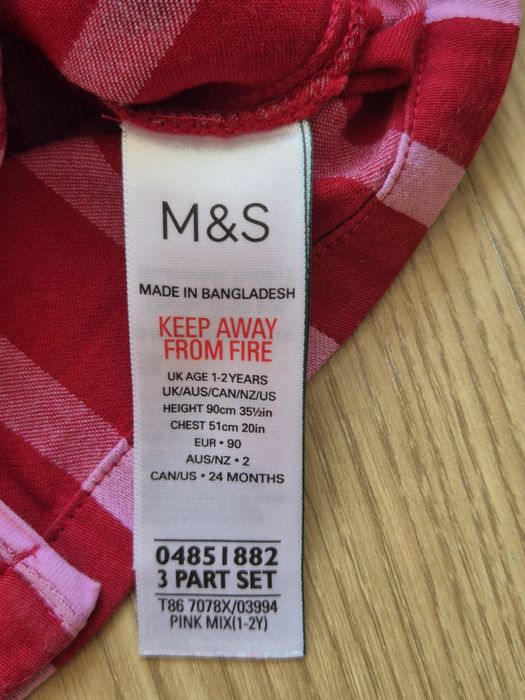 M&S
MADE IN BANGLADESH
KEEP AWAY
FROM FIRE
UK AGE 1-2 YEARS
UK/AUS/CAN/NZ/US
HEIGHT 90cm 35½in
CHEST 51cm 20in
EUR • 90
AUS/NZ • 2
CAN/US • 24 MONTHS
04851882
3 PART SET
T86 7078X/03994
PINK MIX(1-2Y)